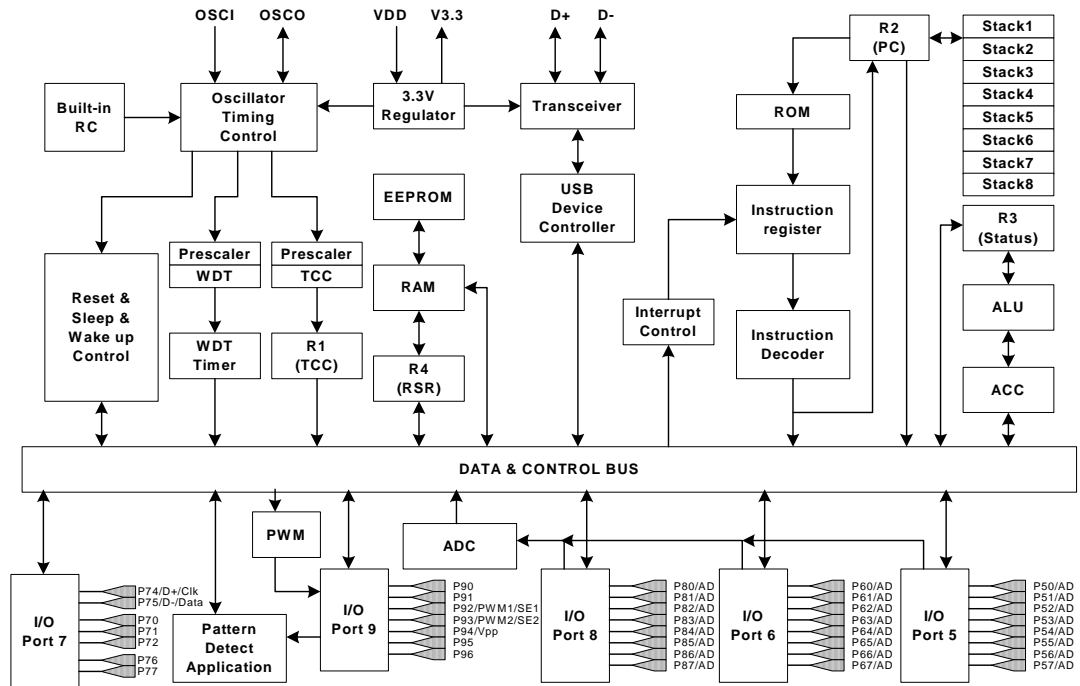 OSCI
OSCO
VDD
V3.3
D+
D-
R2
(PC)
Stack1
Stack2
Stack3
Stack4
Stack5
Stack6
Stack7
Stack8
Built-in
RC
Oscillator
Timing
Control
3.3V
Regulator
Transceiver
ROM
EEPROM
USB
Device
Controller
Instruction
register
R3
(Status)
Prescaler
WDT
Prescaler
TCC
RAM
Reset &
Sleep &
Wake up
Control
Interrupt
Control
Instruction
Decoder
ALU
WDT
Timer
R1
(TCC)
R4
(RSR)
ACC
DATA & CONTROL BUS
PWM
ADC
I/O
Port 7
P74/D+/Clk
P75/D-/Data
P70
P71
P72
P76
P77
Pattern
Detect
Application
I/O
Port 9
P90
P91
P92/PWM1/SE1
P93/PWM2/SE2
P94/Vpp
P95
P96
I/O
Port 8
P80/AD
P81/AD
P82/AD
P83/AD
P84/AD
P85/AD
P86/AD
P87/AD
I/O
Port 6
P60/AD
P61/AD
P62/AD
P63/AD
P64/AD
P65/AD
P66/AD
P67/AD
I/O
Port 5
P50/AD
P51/AD
P52/AD
P53/AD
P54/AD
P55/AD
P56/AD
P57/AD